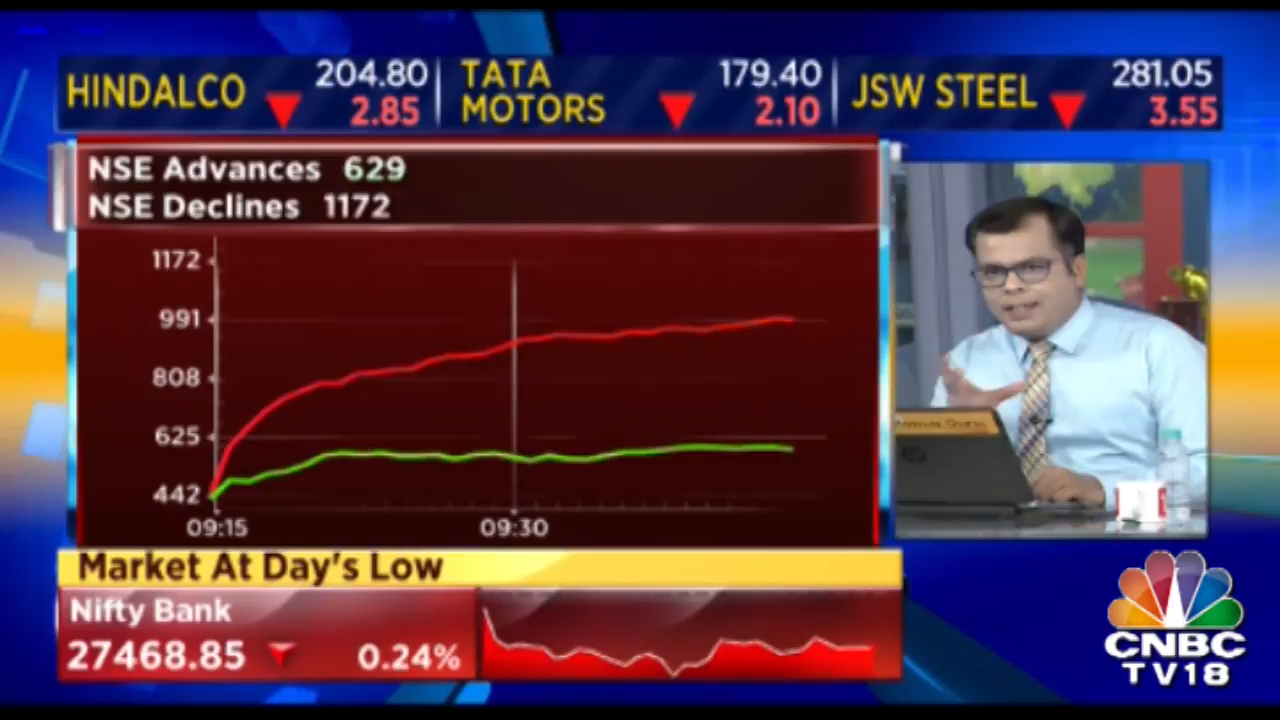 HINDALCO
204.80
2.85
TATA
MOTORS
179.40
2.10
JSW STEEL
281.05
3.55
NSE Advances 629
NSE Declines 1172
1172
991
808
625
442
09:15
09:30
Market At Day's Low
Nifty Bank
27468.85
0.24%
CNBC
TV18